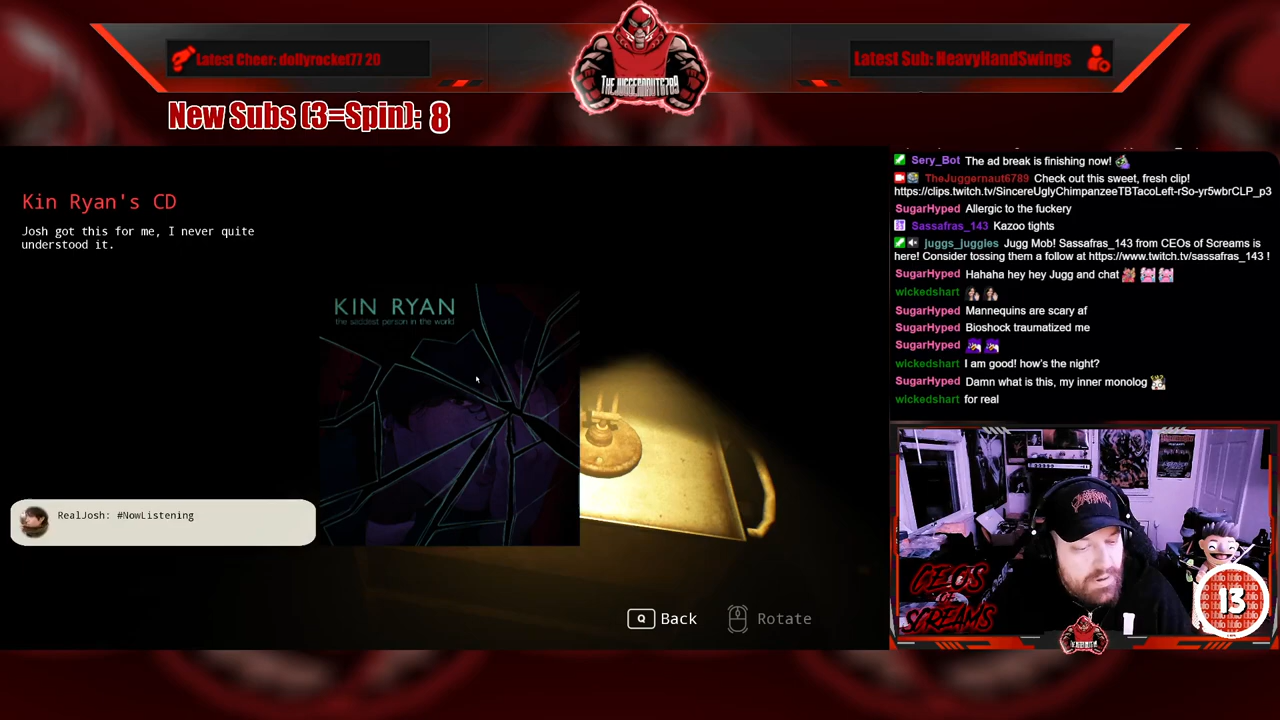 Latest Cheer: dollyrocket77 20
THEJUGGERNAUT6789
Latest Sub: HeavyHandSwings
New Subs (3=Spin): 8
Kin Ryan's CD
Josh got this for me, I never quite
understood it.
KIN RYAN
the saddest person in the world
RealJosh: #NowListening
Q Back
Rotate
Sery_Bot The ad break is finishing now!
TheJuggernaut6789 Check out this sweet, fresh clip!
https://clips.twitch.tv/SincereUglyChimpanzeeTBTacoLeft-rSo-yr5wbrCLP_p3
SugarHyped Allergic to the fuckery
Sassafras_143 Kazoo tights
juggs_juggles Jugg Mob! Sassafras_143 from CEOs of Screams is
here! Consider tossing them a follow at https://www.twitch.tv/sassafras_143 !
SugarHyped Hahaha hey hey Jugg and chat
wickedshart
SugarHyped Mannequins are scary af
SugarHyped Bioshock traumatized me
SugarHyped
wickedshart I am good! how's the night?
SugarHyped Damn what is this, my inner monolog
wickedshart for real
CEOS
OF
SCREAMS
13